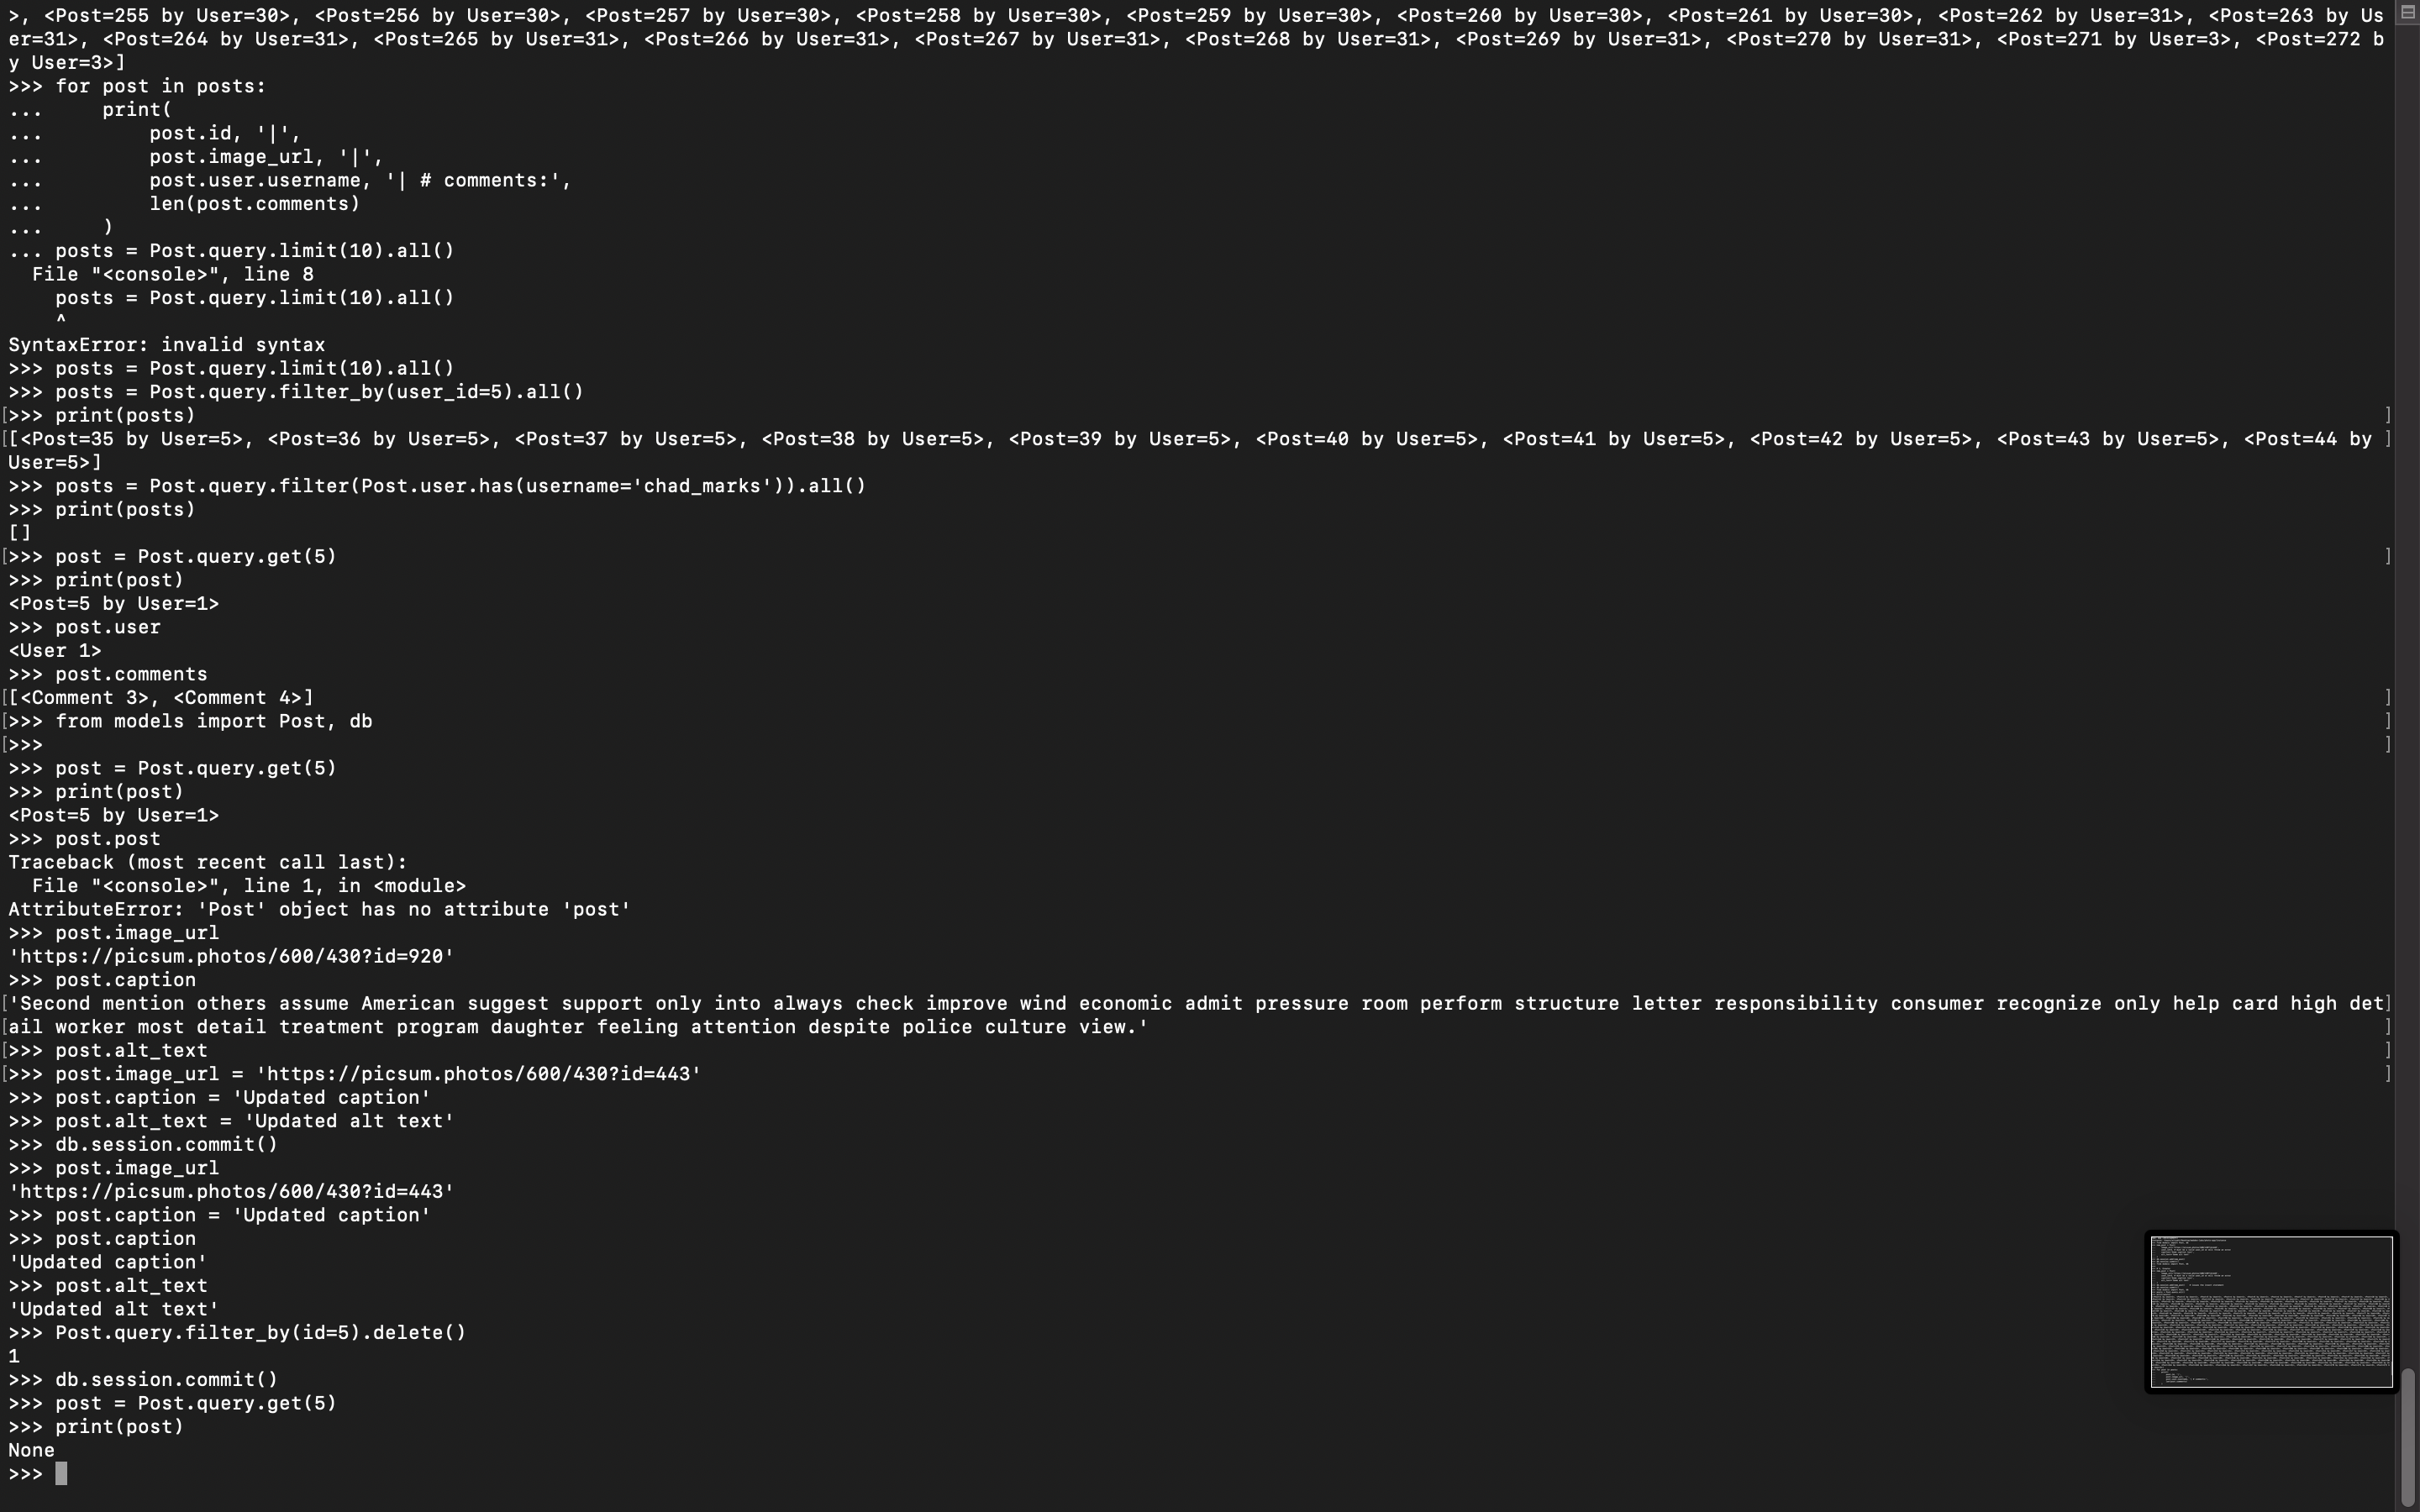 >, <Post=255 by User=30>, <Post=256 by User=30>, <Post=257 by User=30>, <Post=258 by User=30>, <Post=259 by User=30>, <Post=260 by User=30>, <Post=261 by User=30>, <Post=262 by User=31>, <Post=263 by Us
er=31>, <Post=264 by User=31>, <Post=265 by User=31>, <Post=266 by User=31>, <Post=267 by User=31>, <Post=268 by User=31>, <Post=269 by User=31>, <Post=270 by User=31>, <Post=271 by User=3>, <Post=272 b
y User=3>]
>>> for post in posts:
...     print(
...         post.id, '|',
...         post.image_url, '|',
...         post.user.username, '| # comments:',
...         len(post.comments)
...     )
... posts = Post.query.limit(10).all()
  File "<console>", line 8
    posts = Post.query.limit(10).all()
    ^
SyntaxError: invalid syntax
>>> posts = Post.query.limit(10).all()
>>> posts = Post.query.filter_by(user_id=5).all()
[>>> print(posts) ]
[[<Post=35 by User=5>, <Post=36 by User=5>, <Post=37 by User=5>, <Post=38 by User=5>, <Post=39 by User=5>, <Post=40 by User=5>, <Post=41 by User=5>, <Post=42 by User=5>, <Post=43 by User=5>, <Post=44 by ]
User=5>]
>>> posts = Post.query.filter(Post.user.has(username='chad_marks')).all()
>>> print(posts)
[]
[>>> post = Post.query.get(5) ]
>>> print(post)
<Post=5 by User=1>
>>> post.user
<User 1>
>>> post.comments
[[<Comment 3>, <Comment 4>] ]
[>>> from models import Post, db ]
[>>> ]
>>> post = Post.query.get(5)
>>> print(post)
<Post=5 by User=1>
>>> post.post
Traceback (most recent call last):
  File "<console>", line 1, in <module>
AttributeError: 'Post' object has no attribute 'post'
>>> post.image_url
'https://picsum.photos/600/430?id=920'
>>> post.caption
['Second mention others assume American suggest support only into always check improve wind economic admit pressure room perform structure letter responsibility consumer recognize only help card high det]
[ail worker most detail treatment program daughter feeling attention despite police culture view.' ]
[>>> post.alt_text ]
[>>> post.image_url = 'https://picsum.photos/600/430?id=443' ]
>>> post.caption = 'Updated caption'
>>> post.alt_text = 'Updated alt text'
>>> db.session.commit()
>>> post.image_url
'https://picsum.photos/600/430?id=443'
>>> post.caption = 'Updated caption'
>>> post.caption
'Updated caption'
>>> post.alt_text
'Updated alt text'
>>> Post.query.filter_by(id=5).delete()
1
>>> db.session.commit()
>>> post = Post.query.get(5)
>>> print(post)
None
>>>